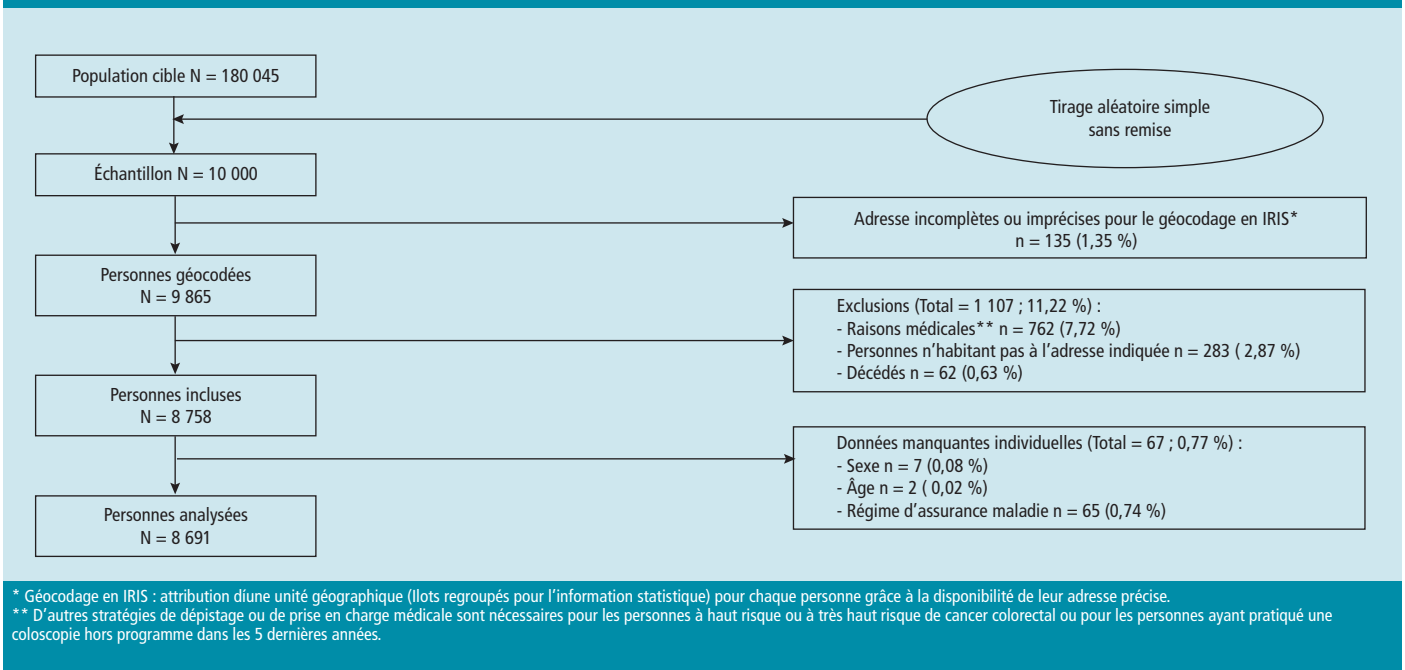 Population cible N = 180 045
Tirage aléatoire simple
sans remise
Échantillon N = 10 000
Adresse incomplètes ou imprécises pour le géocodage en IRIS*
n = 135 (1,35 %)
Personnes géocodées
N = 9 865
Exclusions (Total = 1 107 ; 11,22 %) :
- Raisons médicales** n = 762 (7,72 %)
- Personnes n’habitant pas à l’adresse indiquée n = 283 ( 2,87 %)
- Décédés n = 62 (0,63 %)
Personnes incluses
N = 8 758
Données manquantes individuelles (Total = 67 ; 0,77 %) :
- Sexe n = 7 (0,08 %)
- Âge n = 2 ( 0,02 %)
- Régime d’assurance maladie n = 65 (0,74 %)
Personnes analysées
N = 8 691
* Géocodage en IRIS : attribution díune unité géographique (Ilots regroupés pour l’information statistique) pour chaque personne grâce à la disponibilité de leur adresse précise.
** D’autres stratégies de dépistage ou de prise en charge médicale sont nécessaires pour les personnes à haut risque ou à très haut risque de cancer colorectal ou pour les personnes ayant pratiqué une
coloscopie hors programme dans les 5 dernières années.